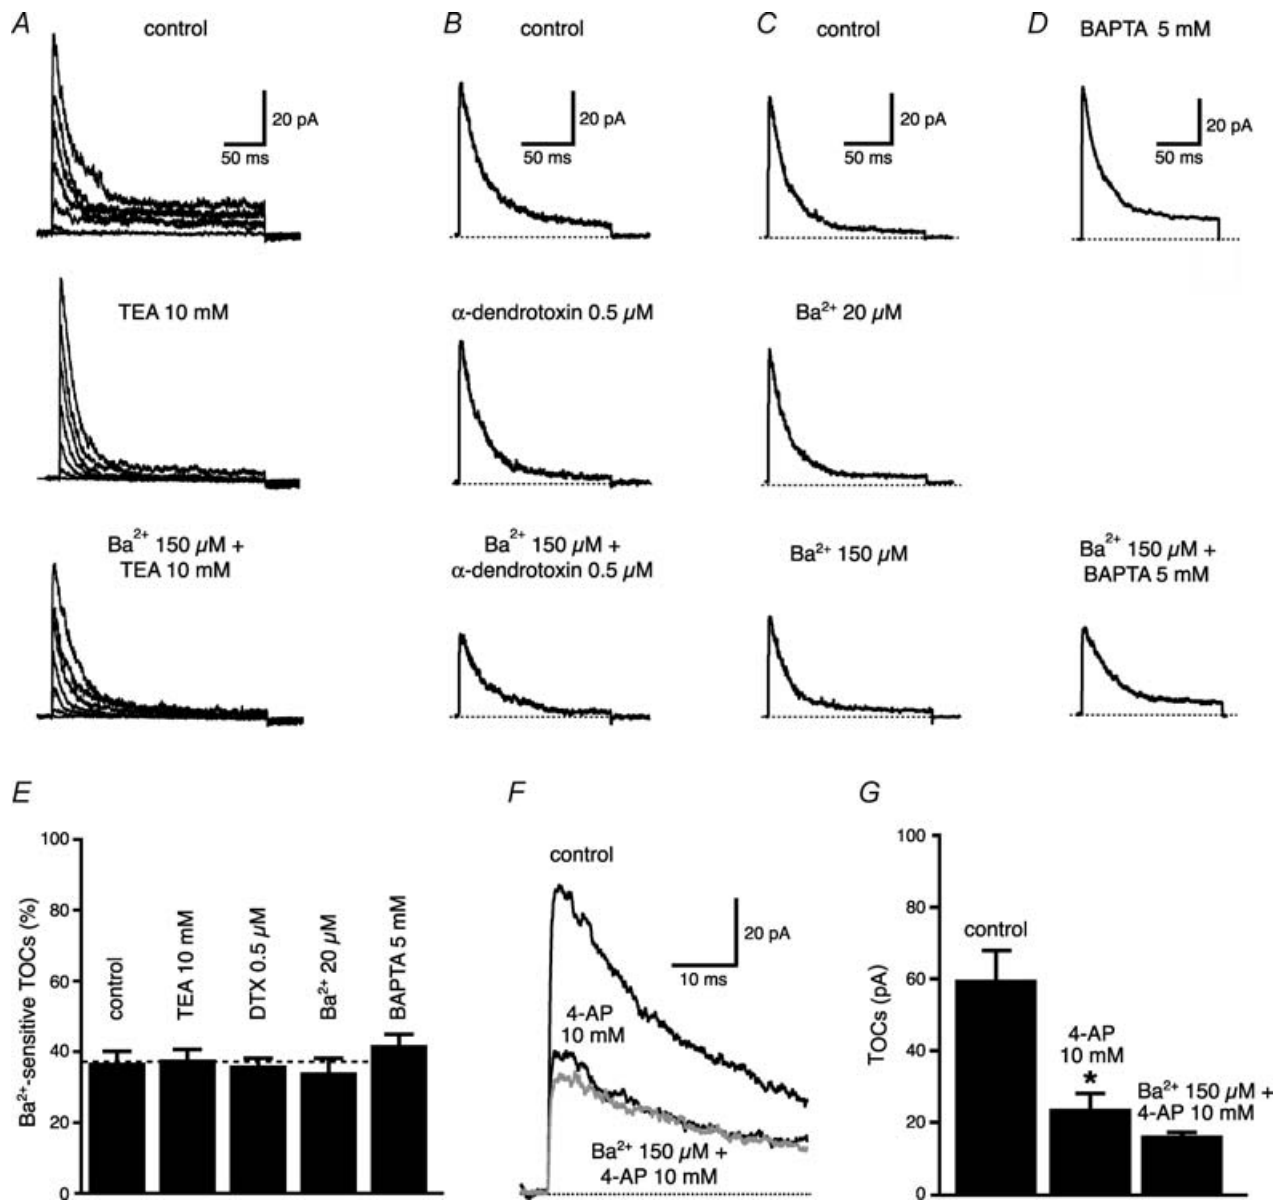 A
control
20 pA
50 ms
TEA 10 mM
Ba²⁺ 150 µM +
TEA 10 mM
B
control
20 pA
50 ms
α-dendrotoxin 0.5 µM
Ba²⁺ 150 µM +
α-dendrotoxin 0.5 µM
C
control
20 pA
50 ms
Ba²⁺ 20 µM
Ba²⁺ 150 µM
D
BAPTA 5 mM
20 pA
50 ms
Ba²⁺ 150 µM +
BAPTA 5 mM
E
Ba²⁺-sensitive TOCs (%)
100
80
60
40
20
0
control
TEA 10 mM
DTX 0.5 µM
Ba²⁺ 20 µM
BAPTA 5 mM
F
control
20 pA
10 ms
4-AP
10 mM
Ba²⁺ 150 µM +
4-AP 10 mM
G
TOCs (pA)
100
80
60
40
20
0
control
4-AP
10 mM
*
Ba²⁺ 150 µM +
4-AP 10 mM